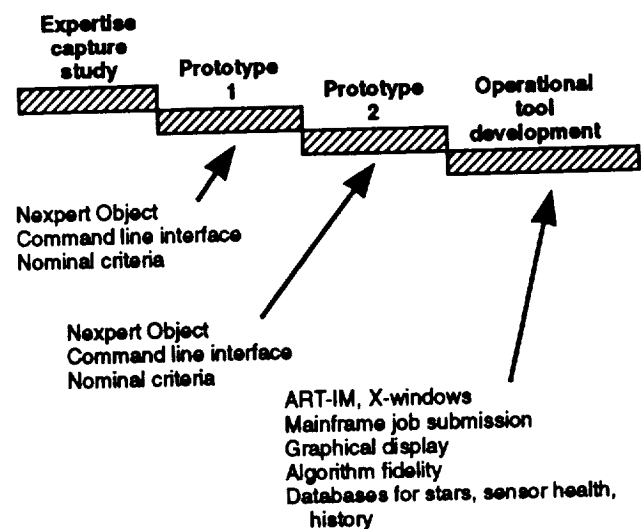 Expertise
capture
study
Prototype
1
Prototype
2
Operational
tool
development
Nexpert Object
Command line interface
Nominal criteria
Nexpert Object
Command line interface
Nominal criteria
ART-IM, X-windows
Mainframe job submission
Graphical display
Algorithm fidelity
Databases for stars, sensor health,
history